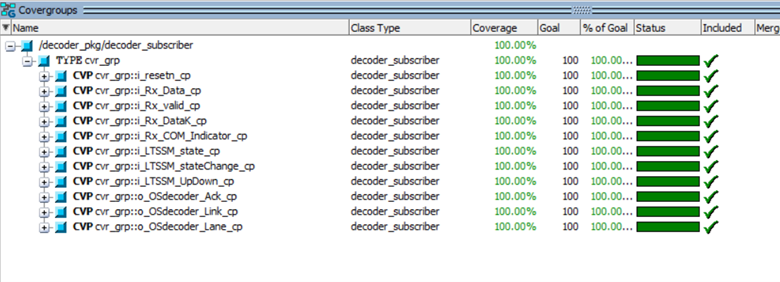 Covergroups
Name Class Type Coverage Goal % of Goal Status Included Merg
/decoder_pkg/decoder_subscriber 100.00%
TYPE cvr_grp decoder_subscriber 100.00% 100 100.00...
CVP cvr_grp::i_resetn_cp decoder_subscriber 100.00% 100 100.00...
CVP cvr_grp::i_Rx_Data_cp decoder_subscriber 100.00% 100 100.00...
CVP cvr_grp::i_Rx_valid_cp decoder_subscriber 100.00% 100 100.00...
CVP cvr_grp::i_Rx_DataK_cp decoder_subscriber 100.00% 100 100.00...
CVP cvr_grp::i_Rx_COM_Indicator_cp decoder_subscriber 100.00% 100 100.00...
CVP cvr_grp::i_LTSSM_state_cp decoder_subscriber 100.00% 100 100.00...
CVP cvr_grp::i_LTSSM_stateChange_cp decoder_subscriber 100.00% 100 100.00...
CVP cvr_grp::i_LTSSM_UpDown_cp decoder_subscriber 100.00% 100 100.00...
CVP cvr_grp::o_OSdecoder_Ack_cp decoder_subscriber 100.00% 100 100.00...
CVP cvr_grp::o_OSdecoder_Link_cp decoder_subscriber 100.00% 100 100.00...
CVP cvr_grp::o_OSdecoder_Lane_cp decoder_subscriber 100.00% 100 100.00...